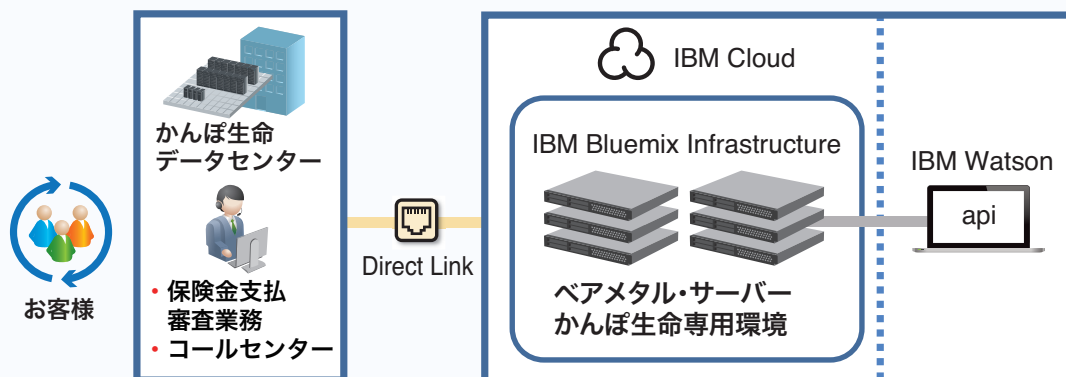 お客様
かんぽ生命
データセンター
・保険金支払
審査業務
・コールセンター
Direct Link
IBM Cloud
IBM Bluemix Infrastructure
ベアメタル・サーバー
かんぽ生命専用環境
IBM Watson
api